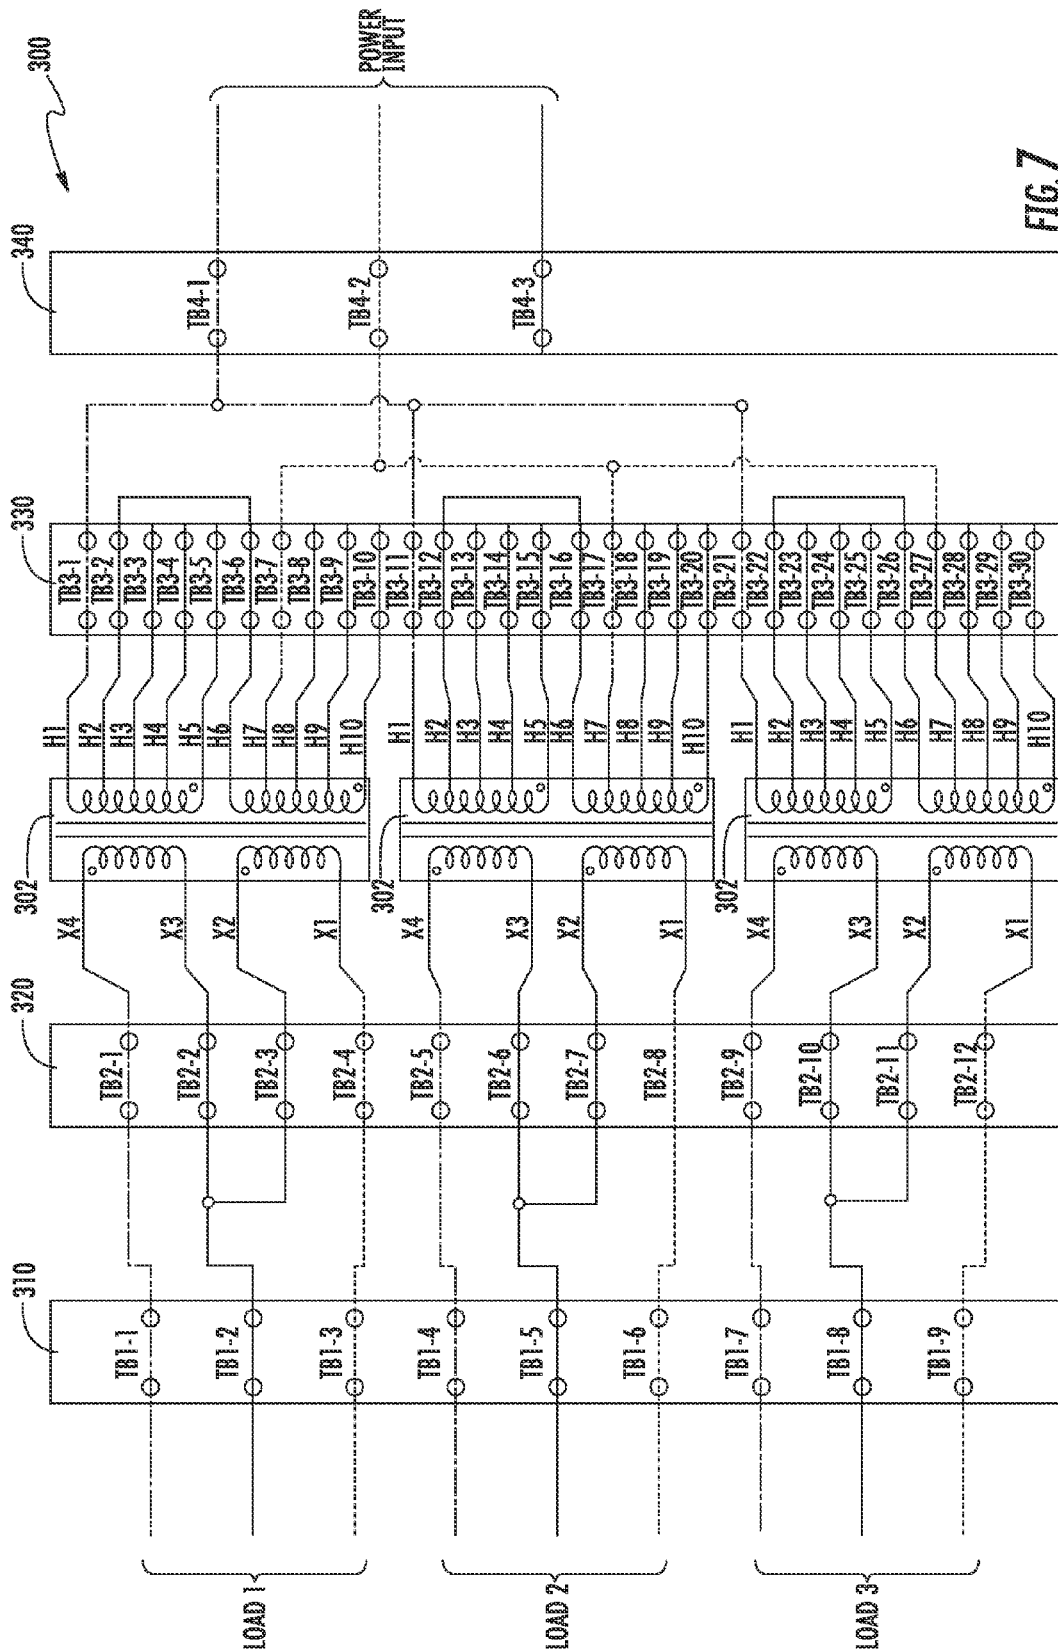 300
340
330
302
320
310
TB4-1
TB4-2
TB4-3
POWER
INPUT
TB3-1
TB3-2
TB3-3
TB3-4
TB3-5
TB3-6
TB3-7
TB3-8
TB3-9
TB3-10
TB3-11
TB3-12
TB3-13
TB3-14
TB3-15
TB3-16
TB3-17
TB3-18
TB3-19
TB3-20
TB3-21
TB3-22
TB3-23
TB3-24
TB3-25
TB3-26
TB3-27
TB3-28
TB3-29
TB3-30
H1
H2
H3
H4
H5
H6
H7
H8
H9
H10
H1
H2
H3
H4
H5
H6
H7
H8
H9
H10
H1
H2
H3
H4
H5
H6
H7
H8
H9
H10
302
302
X4
X3
X2
X1
X4
X3
X2
X1
X4
X3
X2
X1
TB2-1
TB2-2
TB2-3
TB2-4
TB2-5
TB2-6
TB2-7
TB2-8
TB2-9
TB2-10
TB2-11
TB2-12
TB1-1
TB1-2
TB1-3
TB1-4
TB1-5
TB1-6
TB1-7
TB1-8
TB1-9
LOAD 1
LOAD 2
LOAD 3
FIG. 7